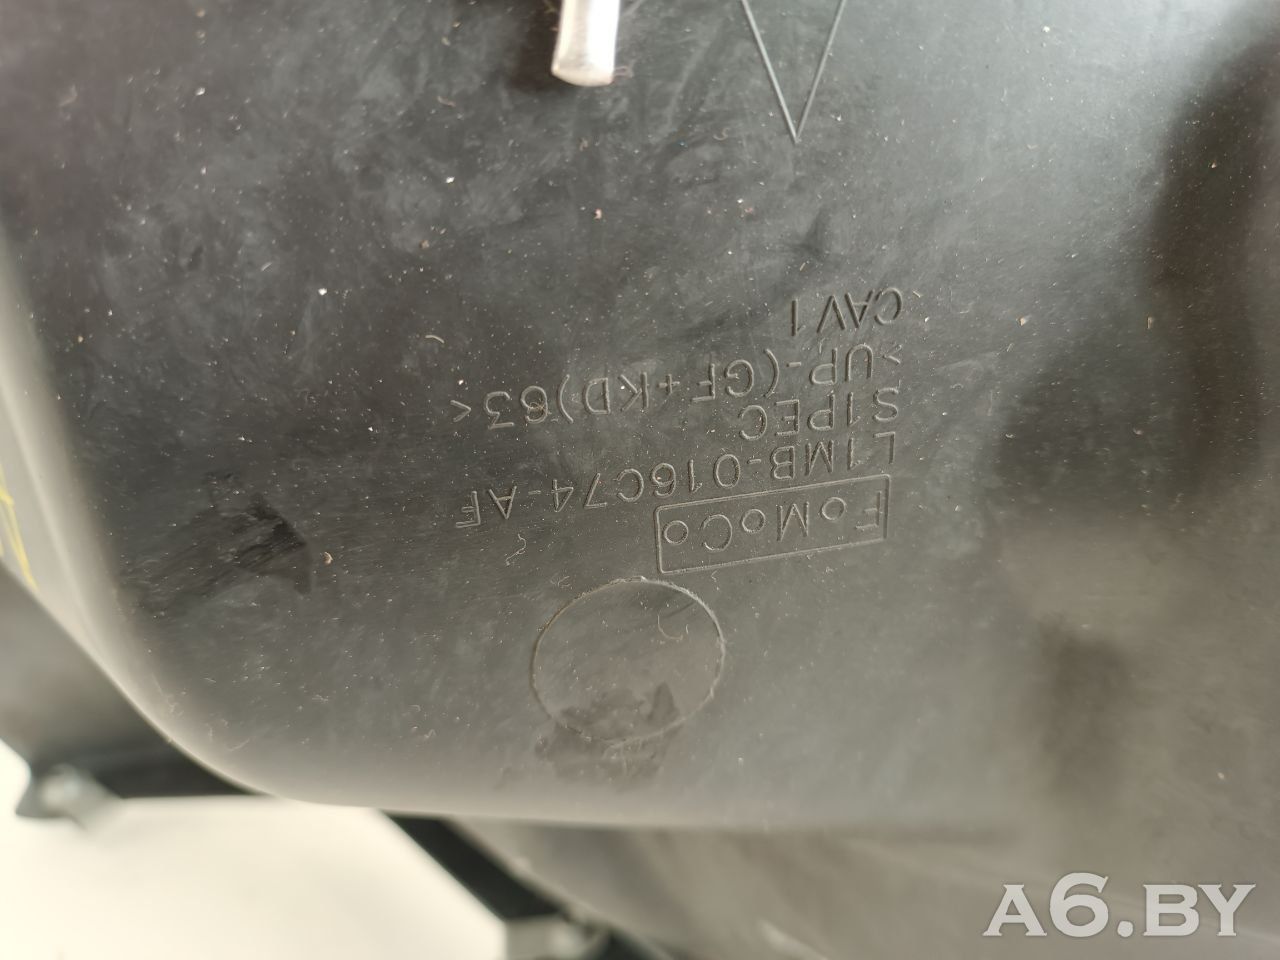 FoMoCo
L1MB-016C74-AF
S1PEC
>UP-(GF+KD)63<
CAV1
A6.BY